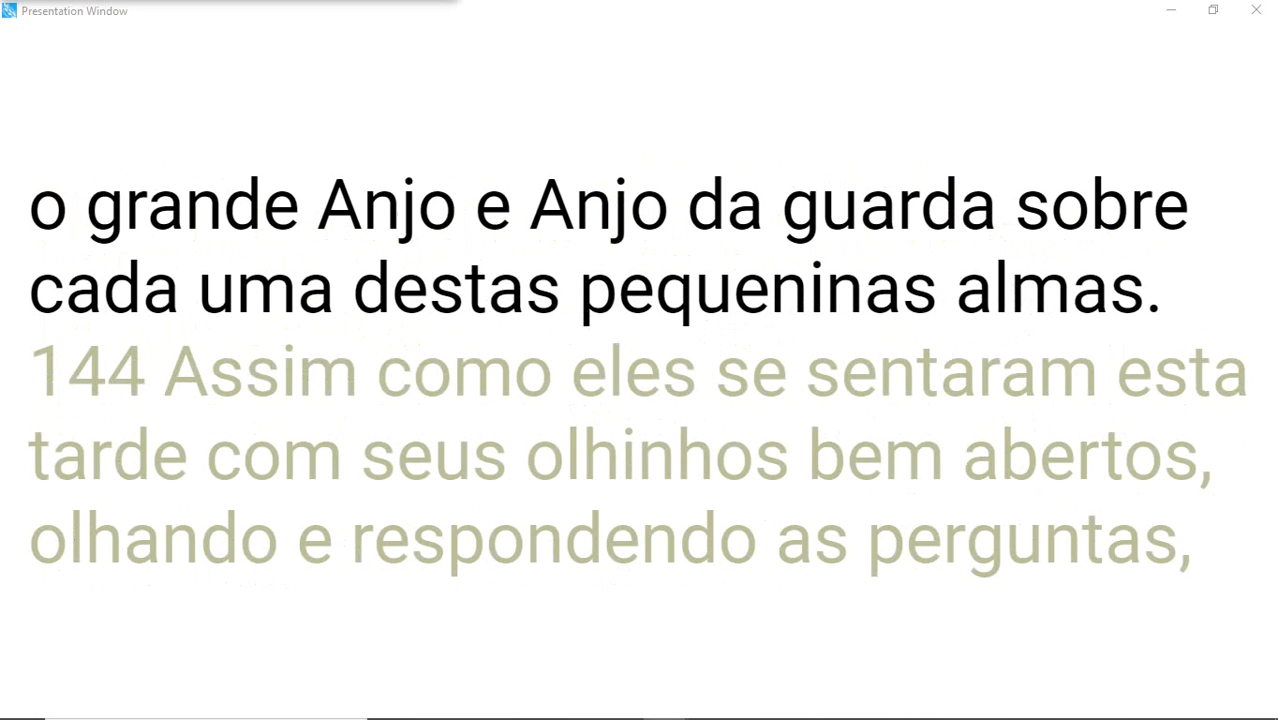 Presentation Window
o grande Anjo e Anjo da guarda sobre
cada uma destas pequeninas almas.
144 Assim como eles se sentaram esta
tarde com seus olhinhos bem abertos,
olhando e respondendo as perguntas,